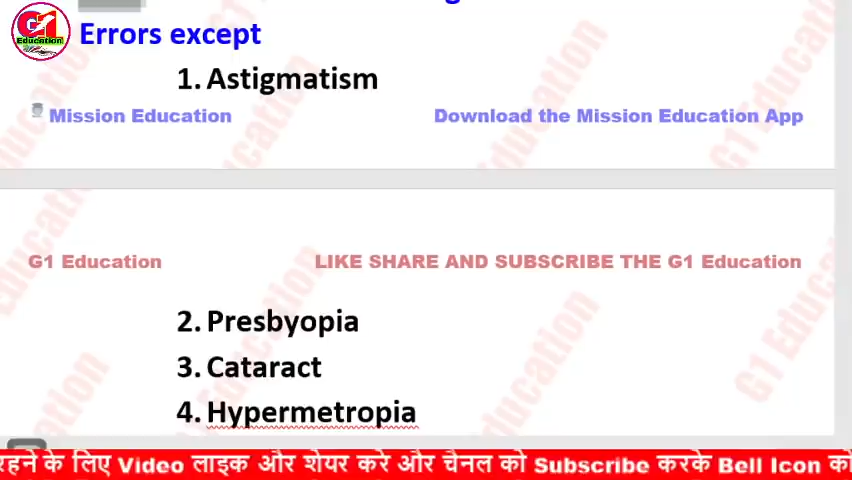 G1
Education
Errors except
1. Astigmatism
Mission Education Download the Mission Education App
G1 Education LIKE SHARE AND SUBSCRIBE THE G1 Education
2. Presbyopia
3. Cataract
4. Hypermetropia
रहने के लिए Video लाइक और शेयर करे और चैनल को Subscribe करके Bell Icon को